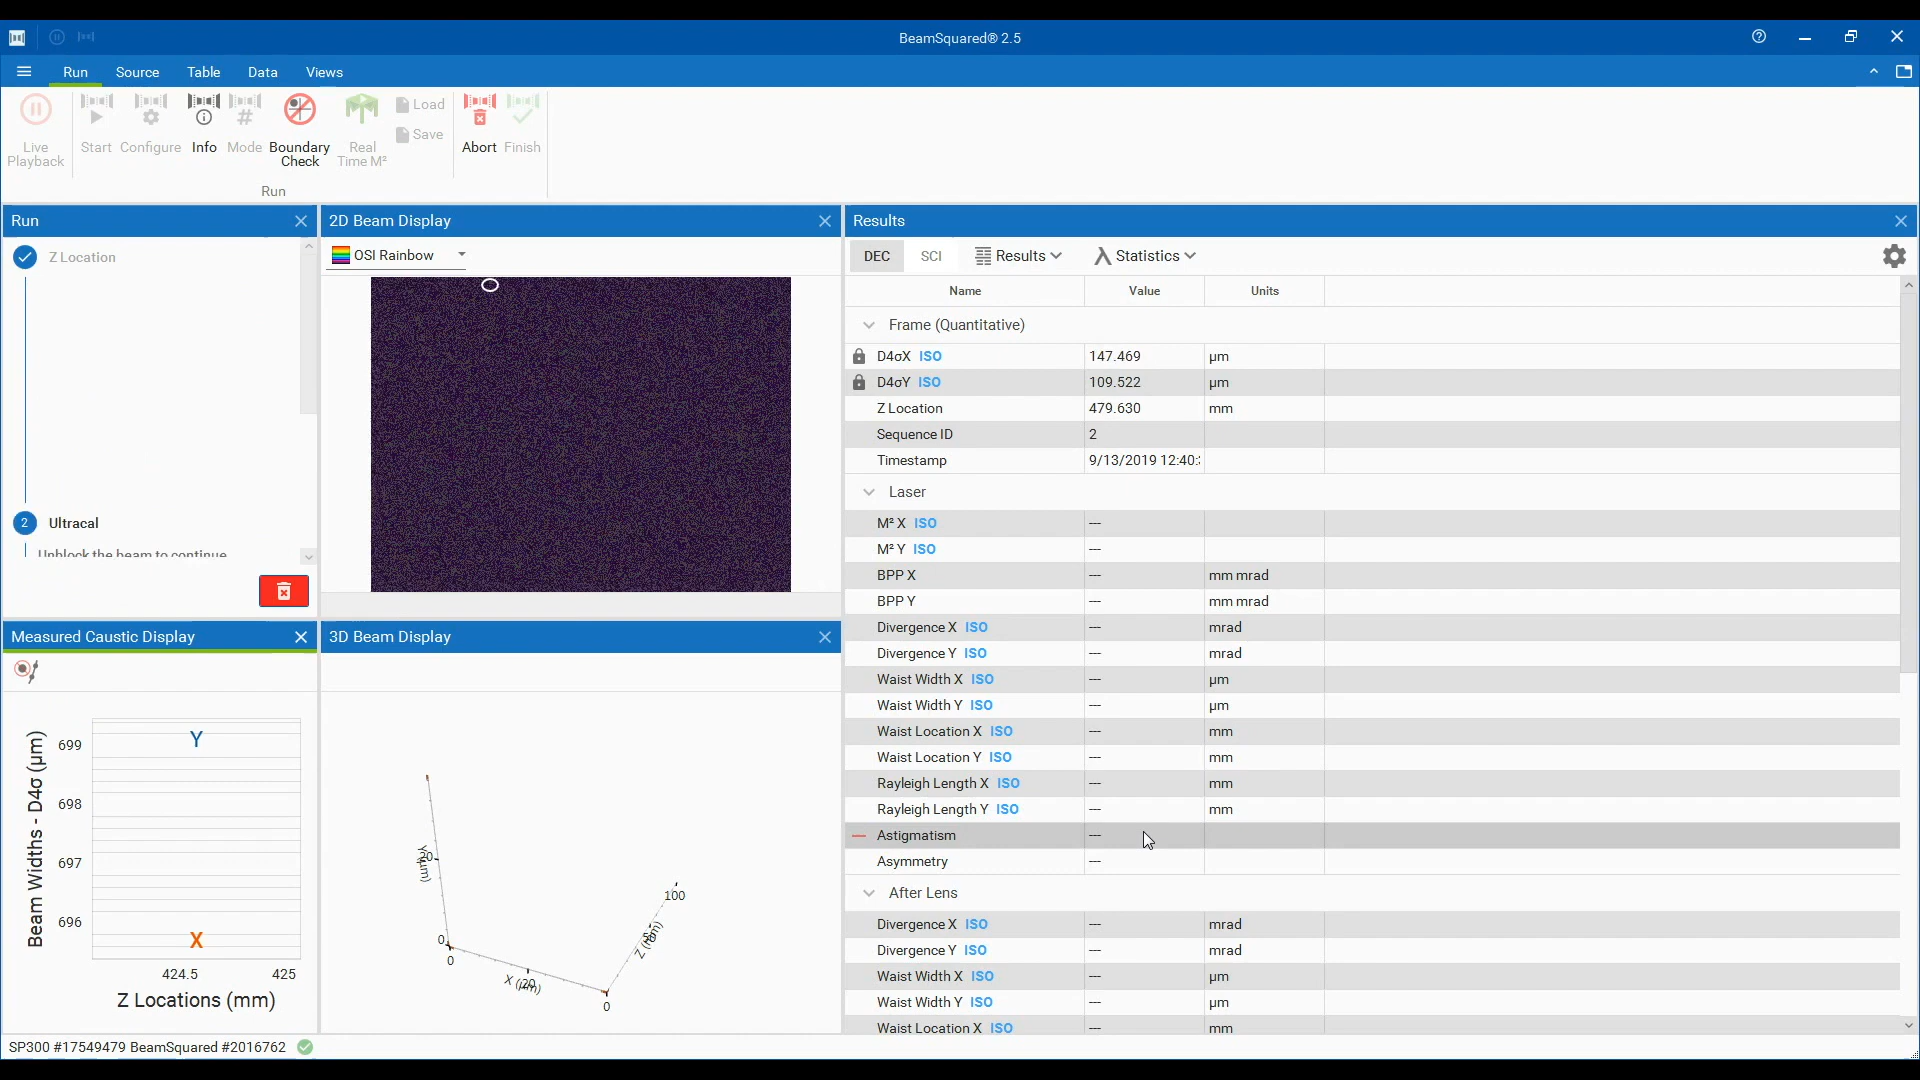 BeamSquared® 2.5
Run Source Table Data Views
Live Playback
Start Configure Info Mode Boundary Check Real Time M² Load Save Abort Finish
Run
Run
Z Location
2 Ultracal
Unblock the beam to continue
2D Beam Display
OSI Rainbow
Measured Caustic Display
Beam Widths - D4σ (µm)
699
698
697
696
Y
X
424.5 425
Z Locations (mm)
3D Beam Display
0
0
X (µm)
0
100
Z (mm)
Results
DEC SCI Results Statistics
Name Value Units
Frame (Quantitative)
D4σX ISO 147.469 µm
D4σY ISO 109.522 µm
Z Location 479.630 mm
Sequence ID 2
Timestamp 9/13/2019 12:40:
Laser
M² X ISO ---
M² Y ISO ---
BPP X --- mm mrad
BPP Y --- mm mrad
Divergence X ISO --- mrad
Divergence Y ISO --- mrad
Waist Width X ISO --- µm
Waist Width Y ISO --- µm
Waist Location X ISO --- mm
Waist Location Y ISO --- mm
Rayleigh Length X ISO --- mm
Rayleigh Length Y ISO --- mm
Astigmatism ---
Asymmetry ---
After Lens
Divergence X ISO --- mrad
Divergence Y ISO --- mrad
Waist Width X ISO --- µm
Waist Width Y ISO --- µm
Waist Location X ISO --- mm
SP300 #17549479 BeamSquared #2016762